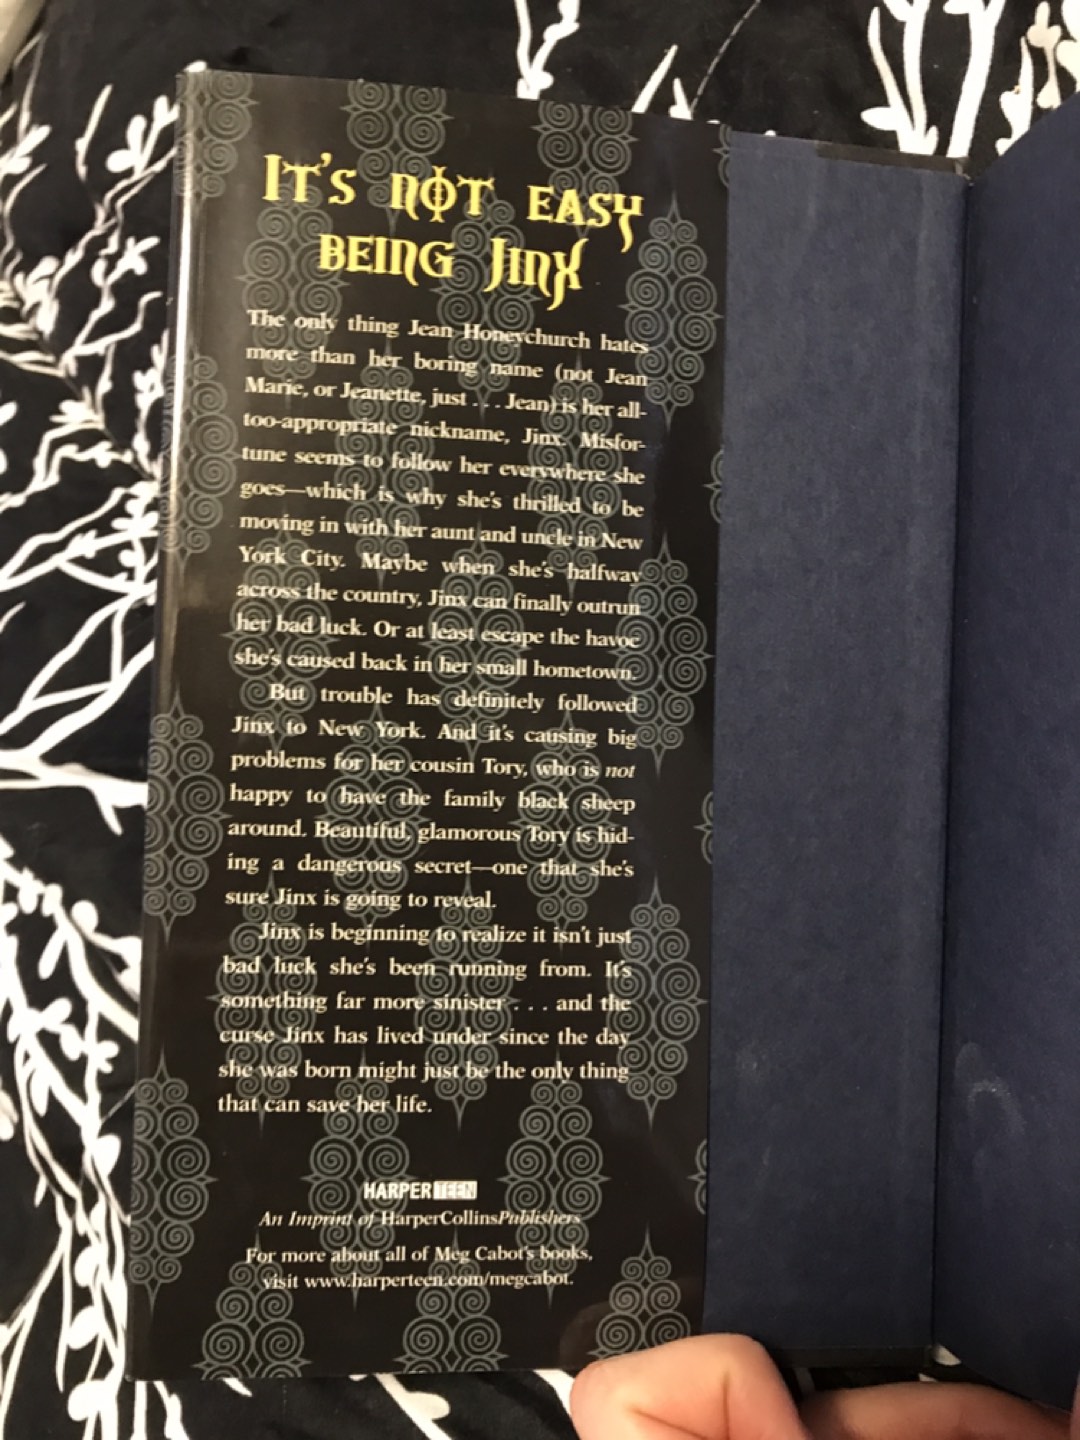 IT'S NOT EASY
BEING JINX
The only thing Jean Honeychurch hates
more than her boring name (not Jean
Marie, or Jeanette, just . . . Jean) is her all-
too-appropriate nickname, Jinx. Misfor-
tune seems to follow her everywhere she
goes—which is why she's thrilled to be
moving in with her aunt and uncle in New
York City. Maybe when she's halfway
across the country, Jinx can finally outrun
her bad luck. Or at least escape the havoc
she's caused back in her small hometown.
But trouble has definitely followed
Jinx to New York. And it's causing big
problems for her cousin Tory, who is not
happy to have the family black sheep
around. Beautiful, glamorous Tory is hid-
ing a dangerous secret—one that she's
sure Jinx is going to reveal.
Jinx is beginning to realize it isn't just
bad luck she's been running from. It's
something far more sinister . . . and the
curse Jinx has lived under since the day
she was born might just be the only thing
that can save her life.
HARPER TEEN
An Imprint of HarperCollinsPublishers
For more about all of Meg Cabot's books,
visit www.harperteen.com/megcabot.